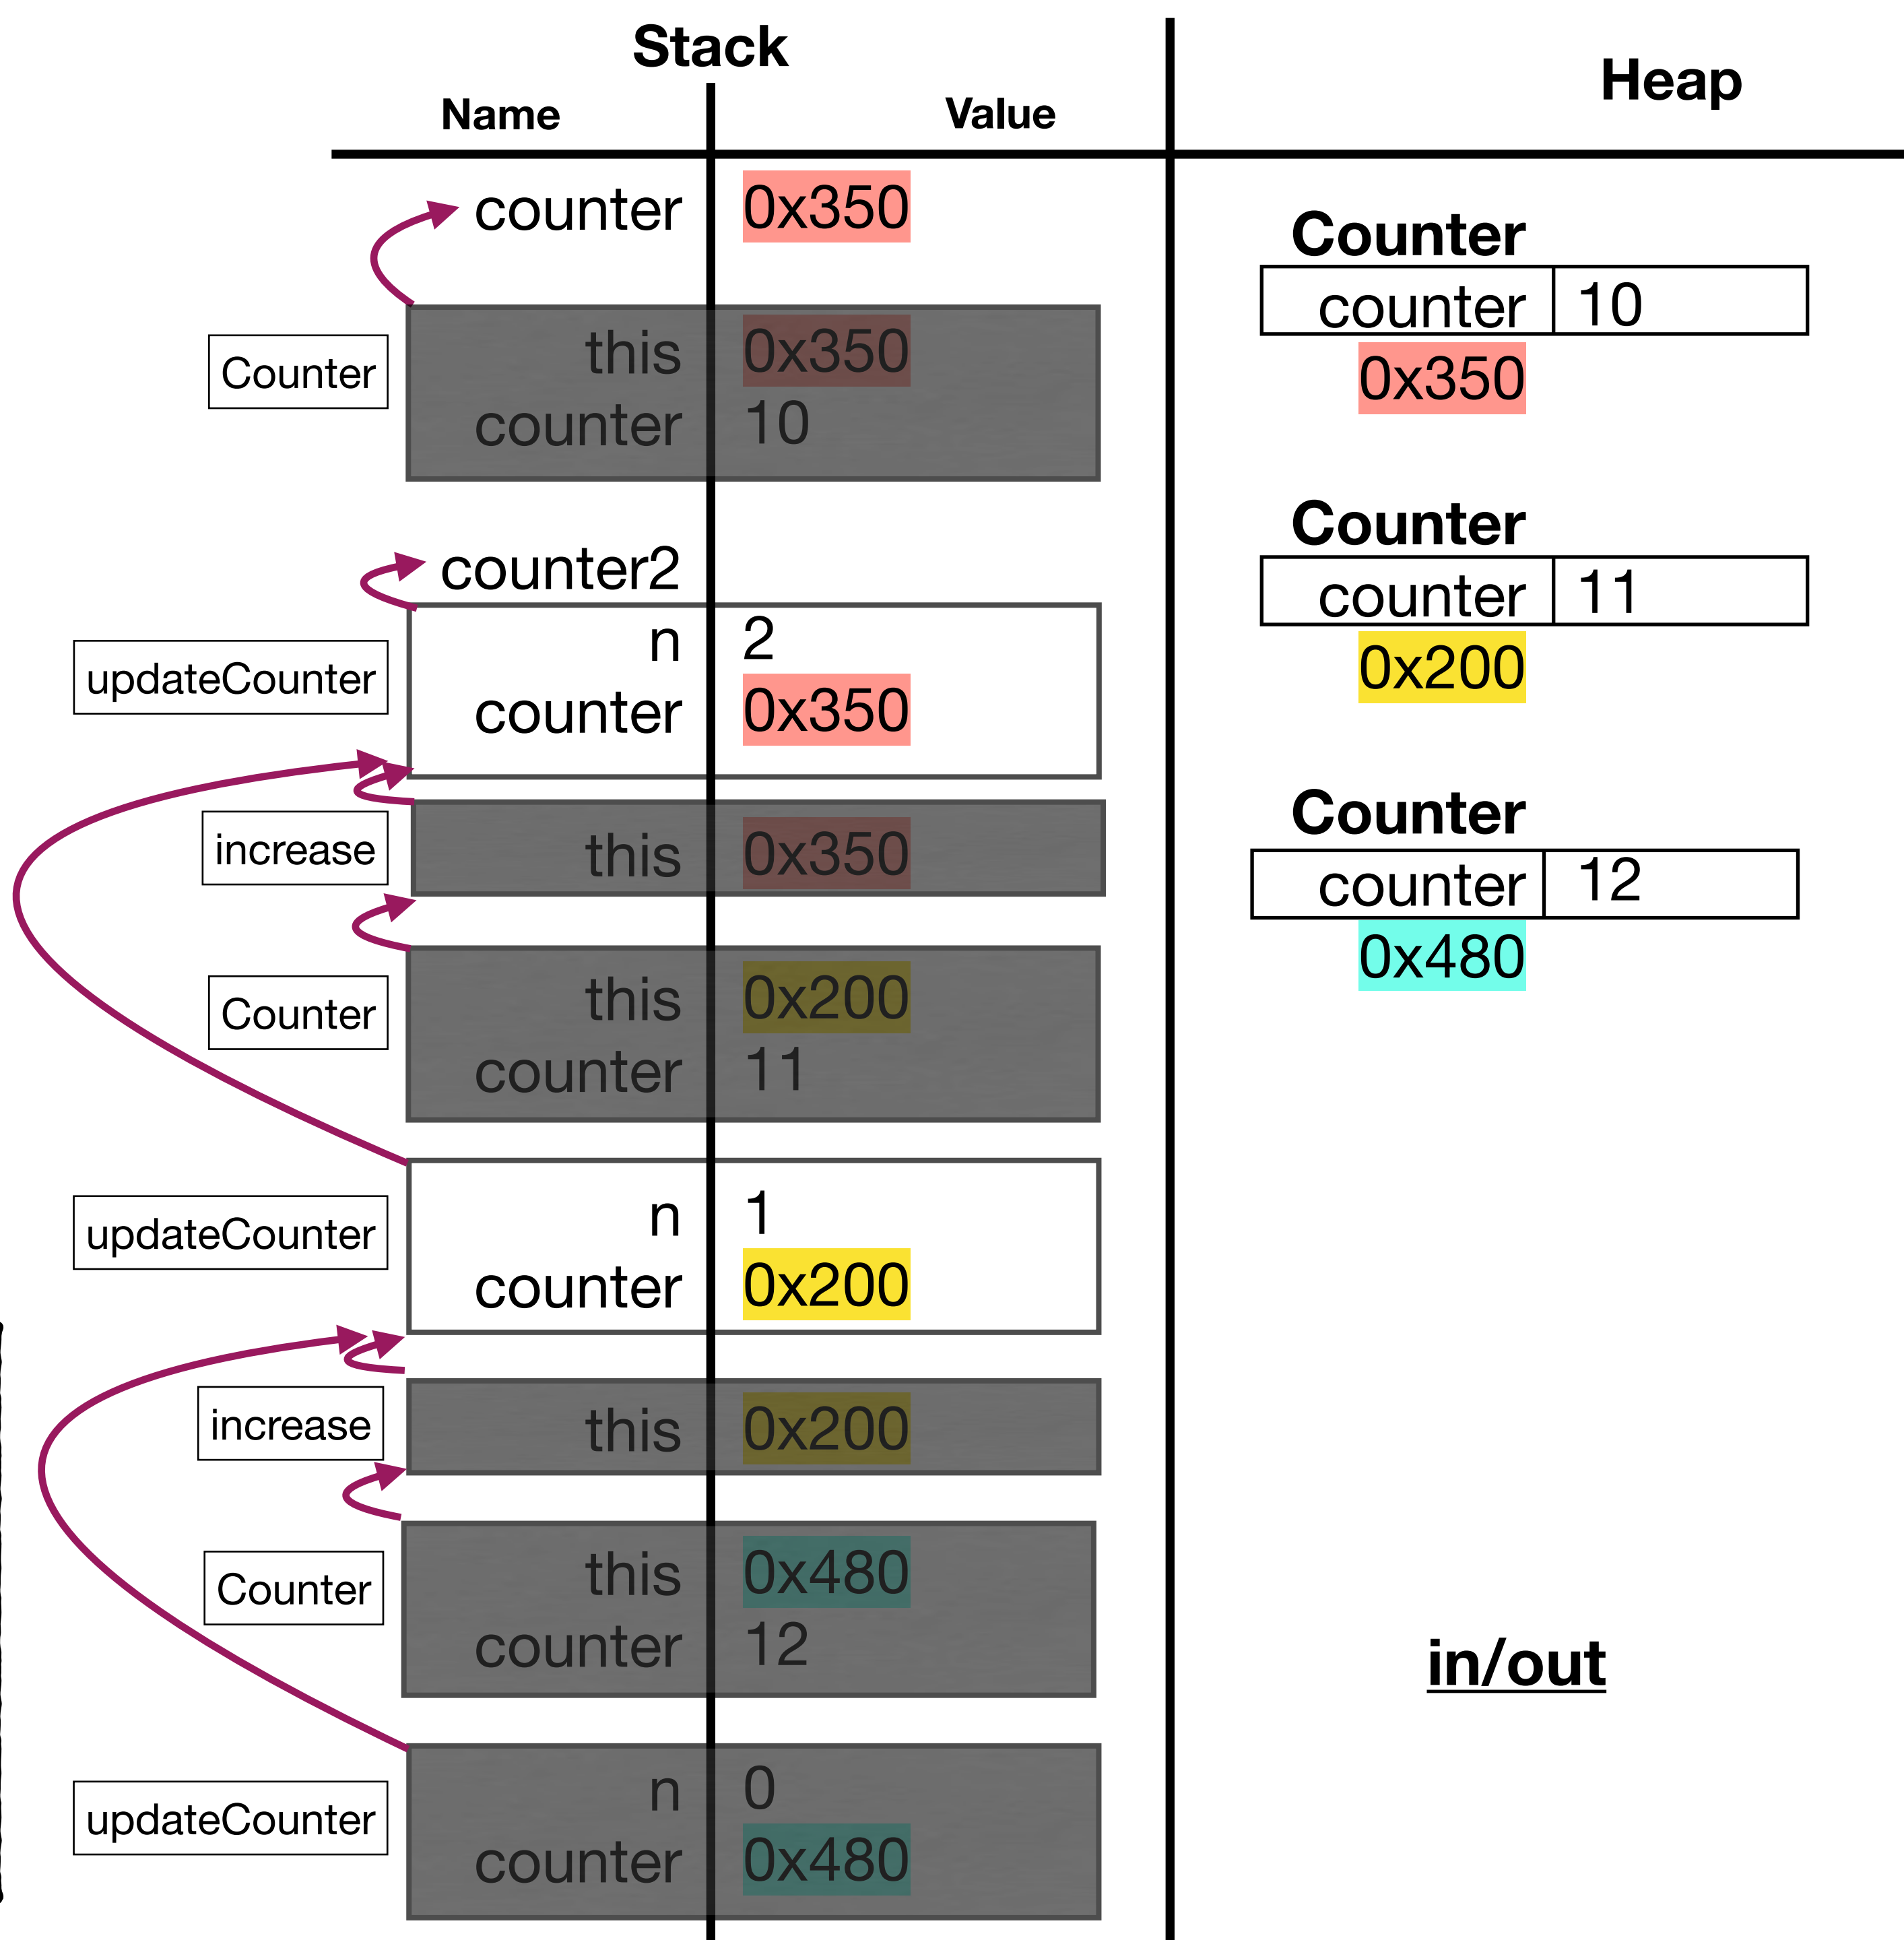 Stack
Heap
Name Value
counter 0x350
Counter
this 0x350
counter 10
counter2
updateCounter
n 2
counter 0x350
increase
this 0x350
Counter
this 0x200
counter 11
updateCounter
n 1
counter 0x200
increase
this 0x200
Counter
this 0x480
counter 12
updateCounter
n 0
counter 0x480
Counter
counter 10
0x350
Counter
counter 11
0x200
Counter
counter 12
0x480
in/out